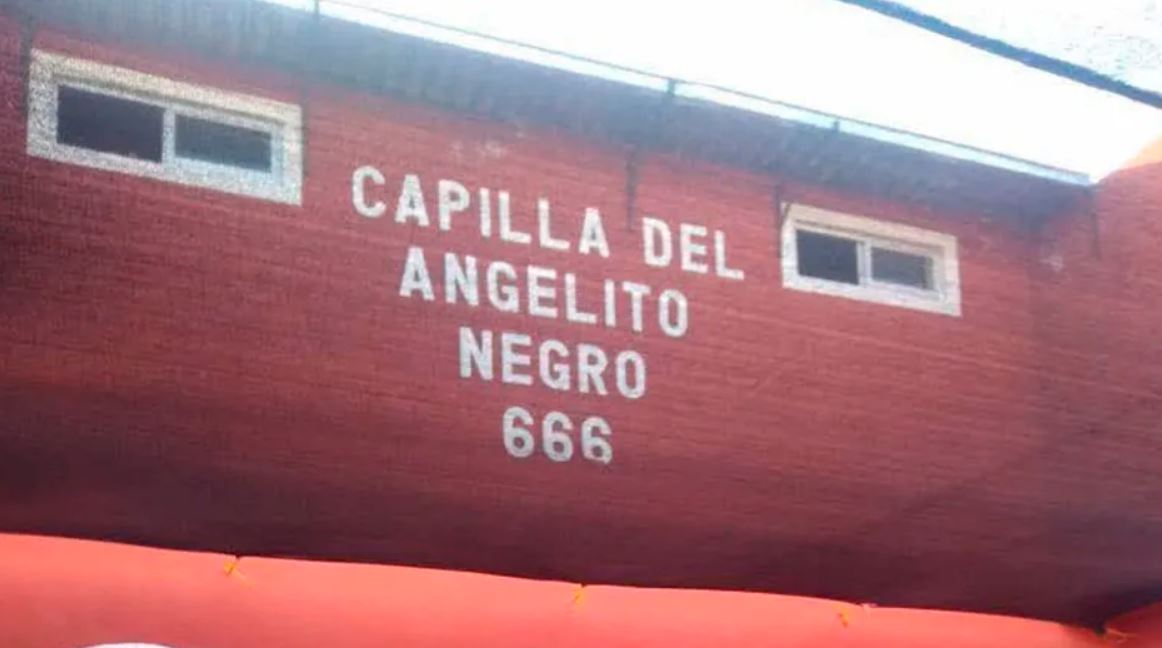 CAPILLA DEL
ANGELITO
NEGRO
666